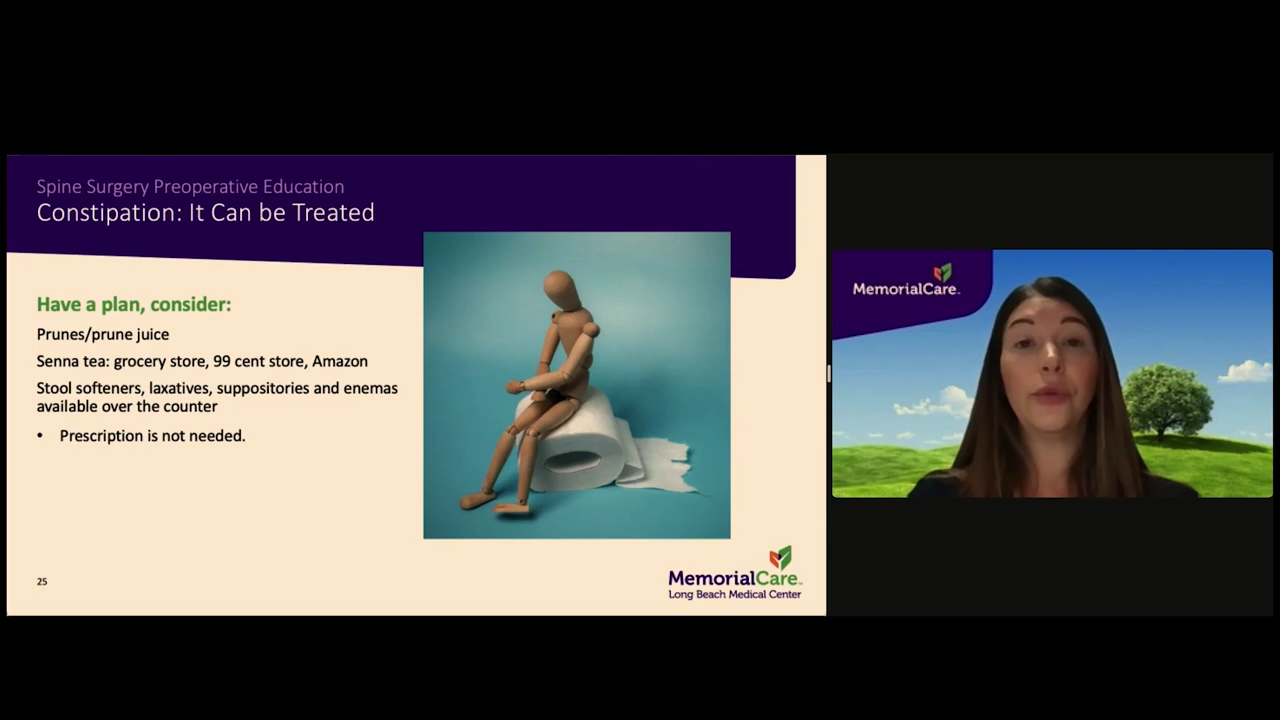 Spine Surgery Preoperative Education
Constipation: It Can be Treated
Have a plan, consider:
Prunes/prune juice
Senna tea: grocery store, 99 cent store, Amazon
Stool softeners, laxatives, suppositories and enemas
available over the counter
• Prescription is not needed.
25
MemorialCare™
Long Beach Medical Center
MemorialCare™